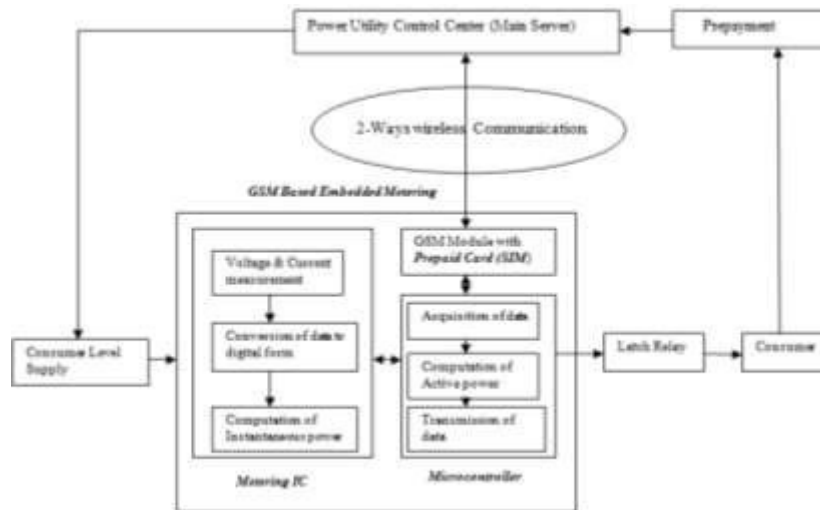 Power Utility Control Center (Main Server)
Prepayment
2-Ways wireless Communication
GSM Based Embedded Metering
GSM Module with
Prepaid Card (SIM)
Voltage & Current
measurement
Acquisition of data
Conversion of data to
digital form
Consumer Level
Supply
Latch Relay
Consumer
Computation of
Active power
Computation of
Instantaneous power
Transmission of
data
Metering IC
Microcontroller